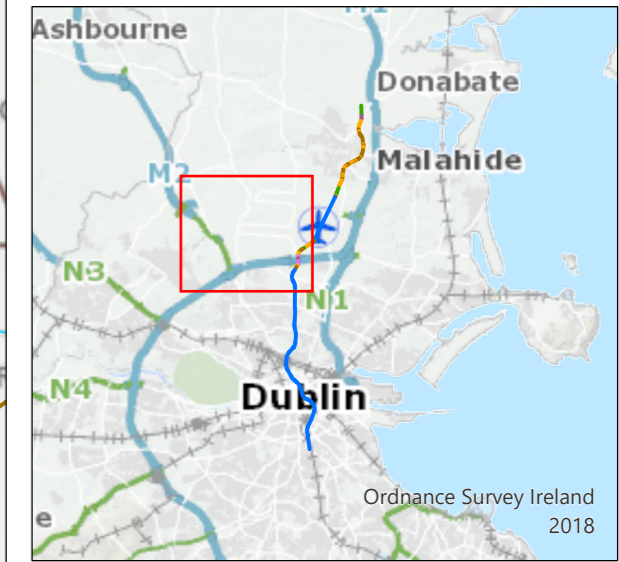 M1
Ashbourne
Donabate
Malahide
M2
N3
N1
N4
Dublin
Ordnance Survey Ireland
2018
e